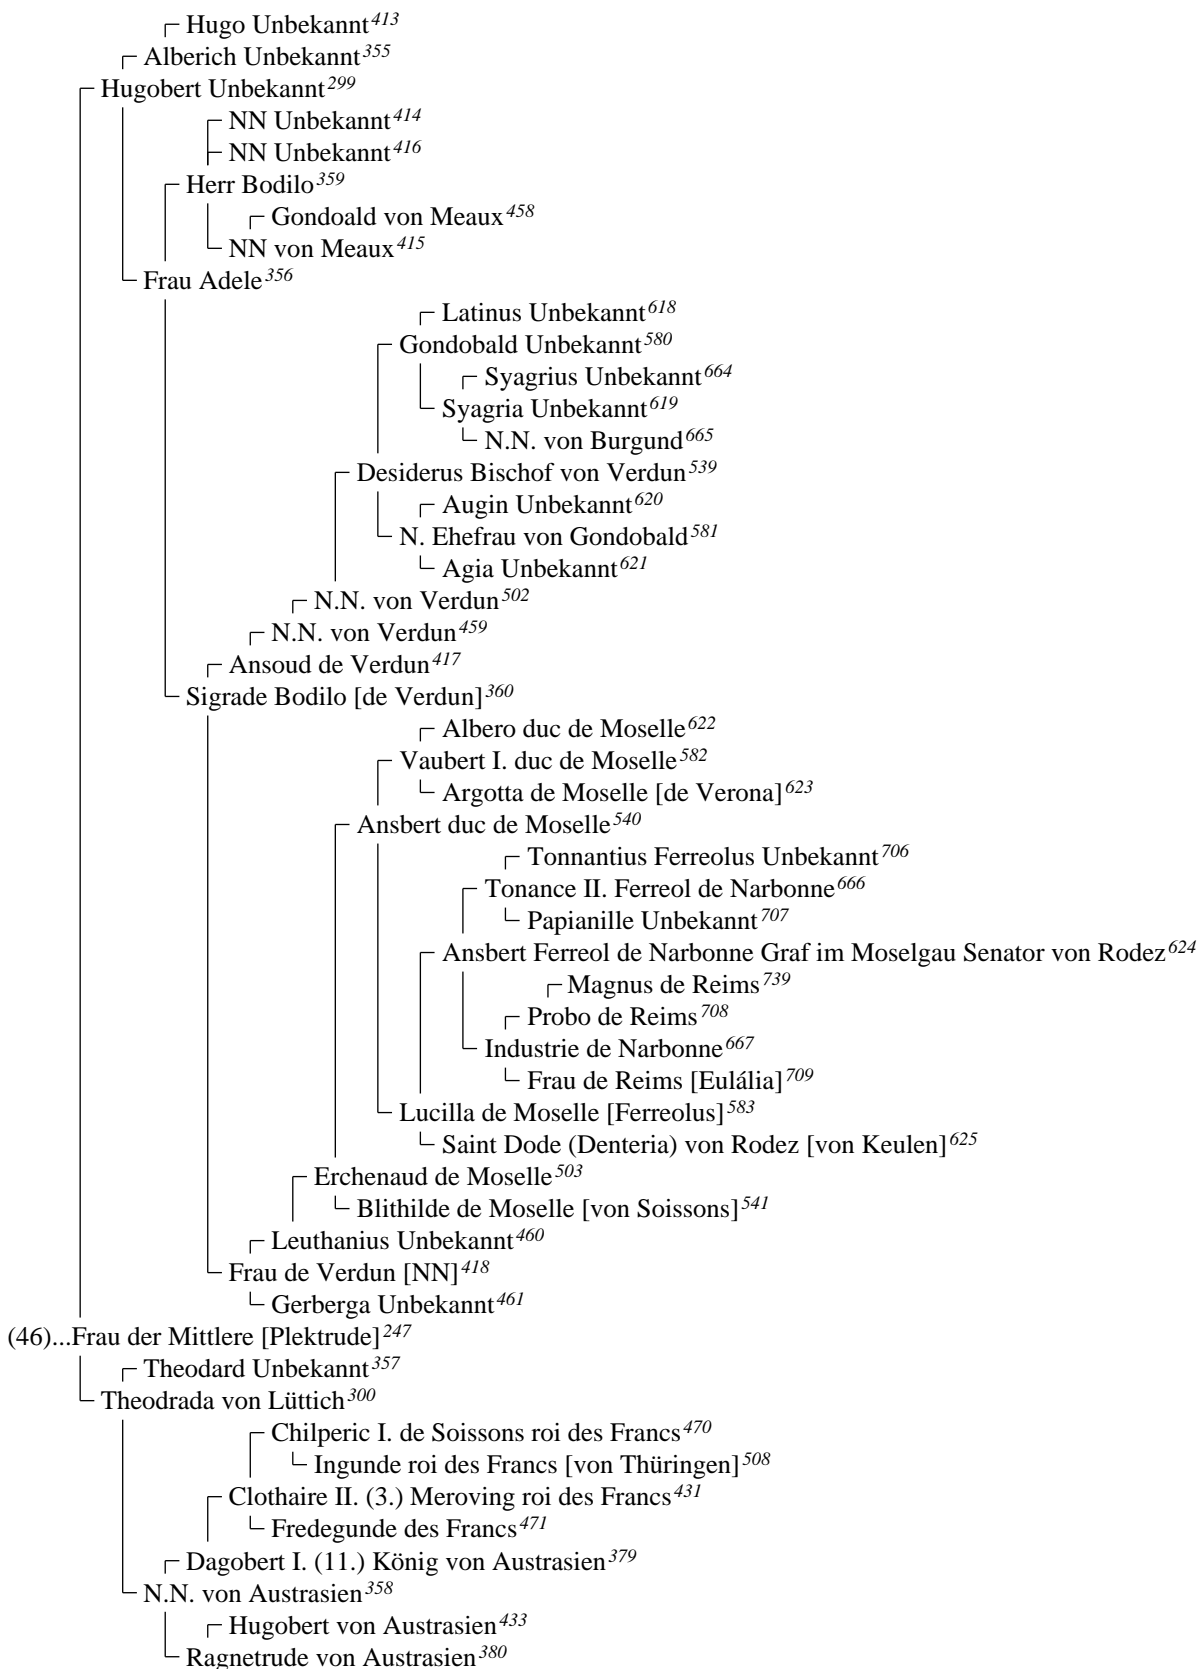 Hugo Unbekannt413
Alberich Unbekannt355
Hugobert Unbekannt299
NN Unbekannt414
NN Unbekannt416
Herr Bodilo359
Gondoald von Meaux458
NN von Meaux415
Frau Adele356
Latinus Unbekannt618
Gondobald Unbekannt580
Syagrius Unbekannt664
Syagria Unbekannt619
N.N. von Burgund665
Desiderus Bischof von Verdun539
Augin Unbekannt620
N. Ehefrau von Gondobald581
Agia Unbekannt621
N.N. von Verdun502
N.N. von Verdun459
Ansoud de Verdun417
Sigrade Bodilo [de Verdun]360
Albero duc de Moselle622
Vaubert I. duc de Moselle582
Argotta de Moselle [de Verona]623
Ansbert duc de Moselle540
Tonnantius Ferreolus Unbekannt706
Tonance II. Ferreol de Narbonne666
Papianille Unbekannt707
Ansbert Ferreol de Narbonne Graf im Moselgau Senator von Rodez624
Magnus de Reims739
Probo de Reims708
Industrie de Narbonne667
Frau de Reims [Eulália]709
Lucilla de Moselle [Ferreolus]583
Saint Dode (Denteria) von Rodez [von Keulen]625
Erchenaud de Moselle503
Blithilde de Moselle [von Soissons]541
Leuthanius Unbekannt460
Frau de Verdun [NN]418
Gerberga Unbekannt461
(46)...Frau der Mittlere [Plektrude]247
Theodard Unbekannt357
Theodrada von Lüttich300
Chilperic I. de Soissons roi des Francs470
Ingunde roi des Francs [von Thüringen]508
Clothaire II. (3.) Meroving roi des Francs431
Fredegunde des Francs471
Dagobert I. (11.) König von Austrasien379
N.N. von Austrasien358
Hugobert von Austrasien433
Ragnetrude von Austrasien380